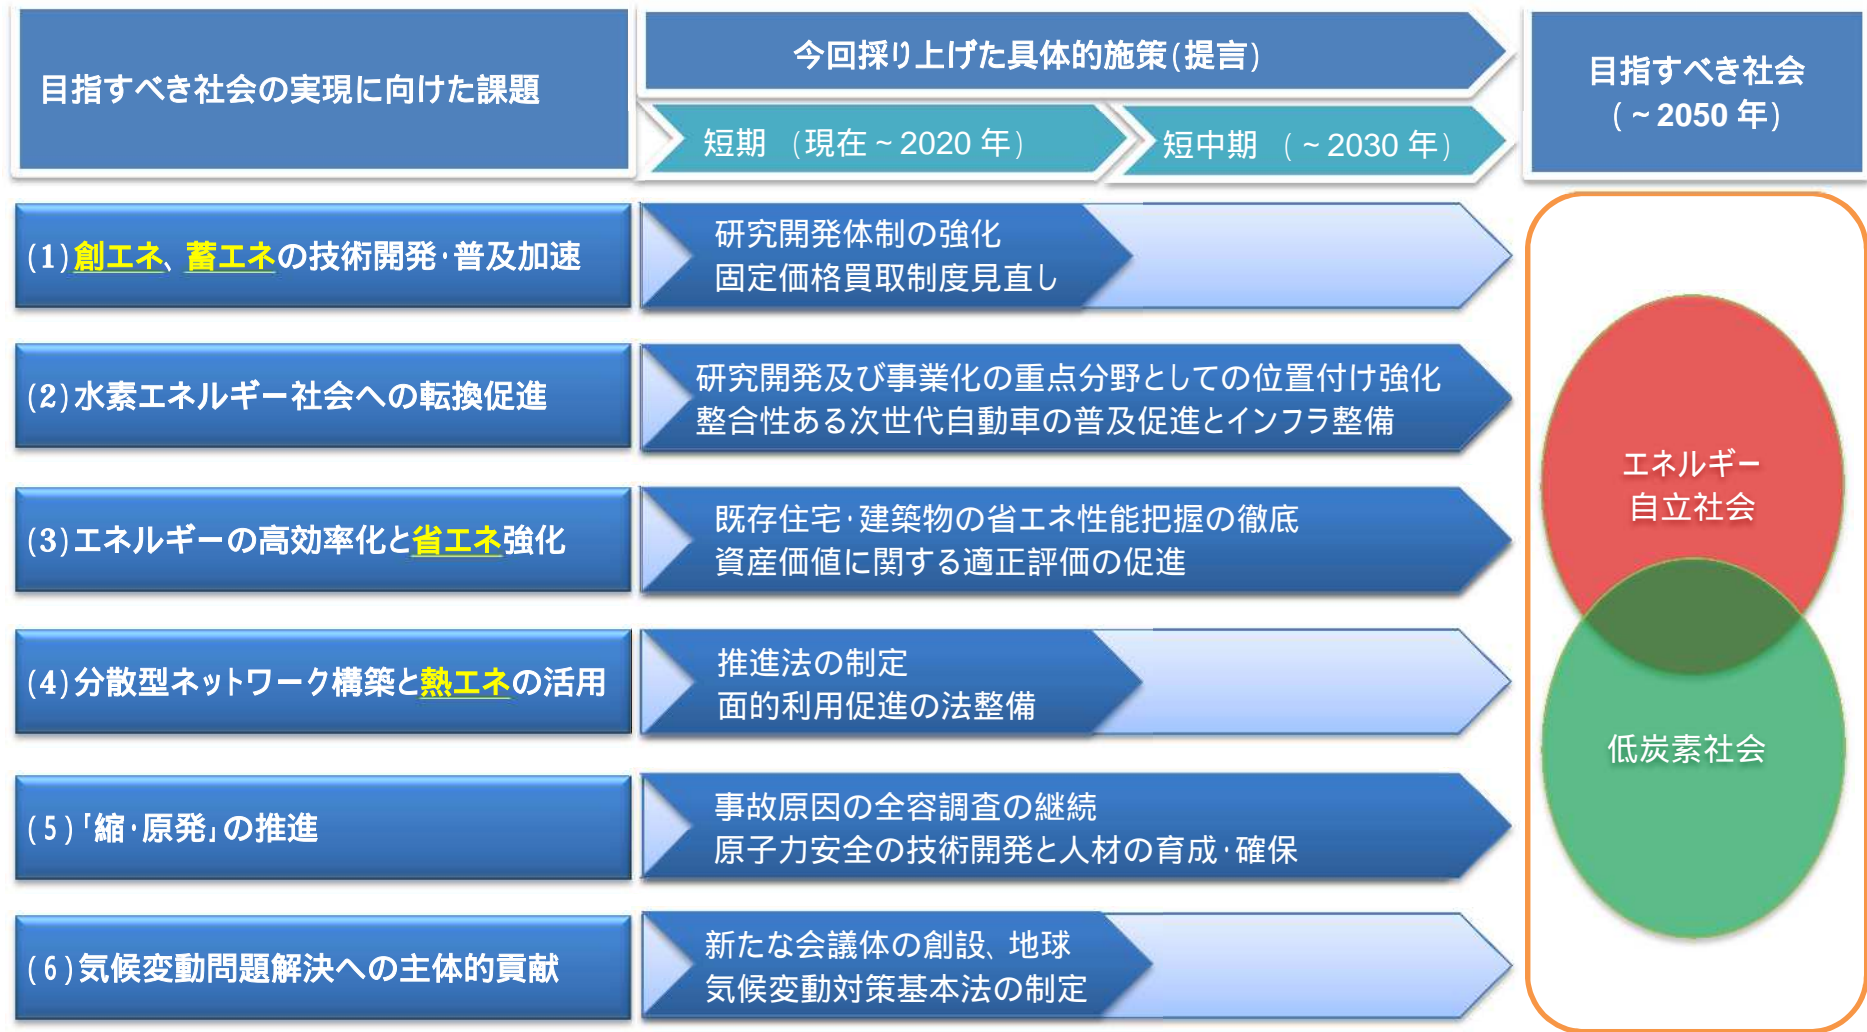 目指すべき社会の実現に向けた課題
今回採り上げた具体的施策(提言)
短期 (現在~2020年)
短中期 (~2030年)
目指すべき社会
(~2050年)
(1)創エネ、蓄エネの技術開発・普及加速
研究開発体制の強化
固定価格買取制度見直し
(2)水素エネルギー社会への転換促進
研究開発及び事業化の重点分野としての位置付け強化
整合性ある次世代自動車の普及促進とインフラ整備
(3)エネルギーの高効率化と省エネ強化
既存住宅・建築物の省エネ性能把握の徹底
資産価値に関する適正評価の促進
(4)分散型ネットワーク構築と熱エネの活用
推進法の制定
面的利用促進の法整備
(5)「縮・原発」の推進
事故原因の全容調査の継続
原子力安全の技術開発と人材の育成・確保
(6)気候変動問題解決への主体的貢献
新たな会議体の創設、地球
気候変動対策基本法の制定
エネルギー
自立社会
低炭素社会